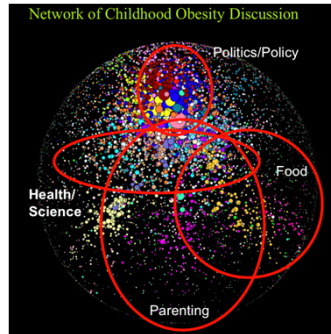 Network of Childhood Obesity Discussion
Politics/Policy
Food
Health/
Science
Parenting